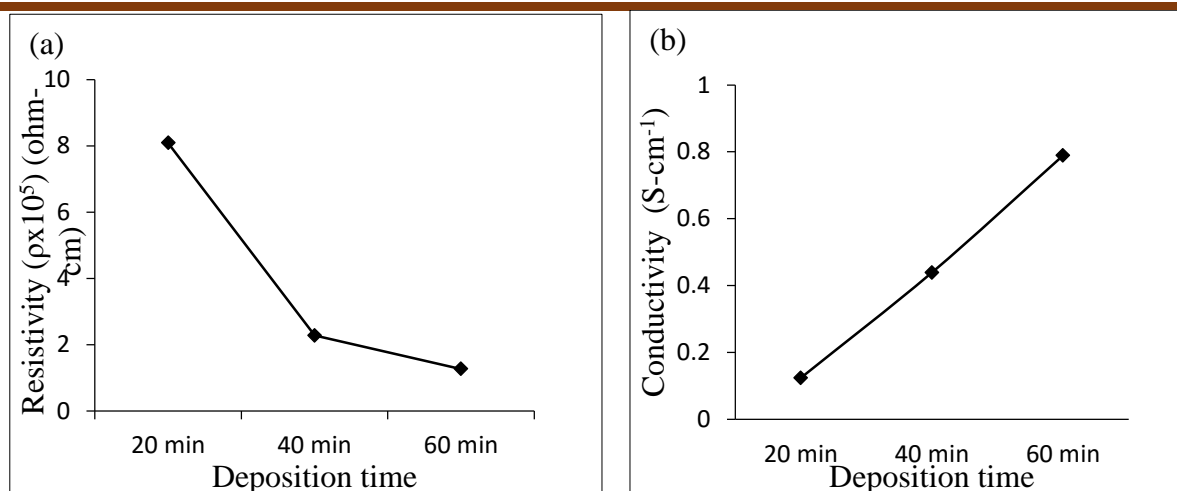 (a)
Resistivity (ρx10⁵) (ohm-
cm)
10
8
6
4
2
0
20 min 40 min 60 min
Deposition time
(b)
Conductivity (S-cm⁻¹)
1
0.8
0.6
0.4
0.2
0
20 min 40 min 60 min
Deposition time